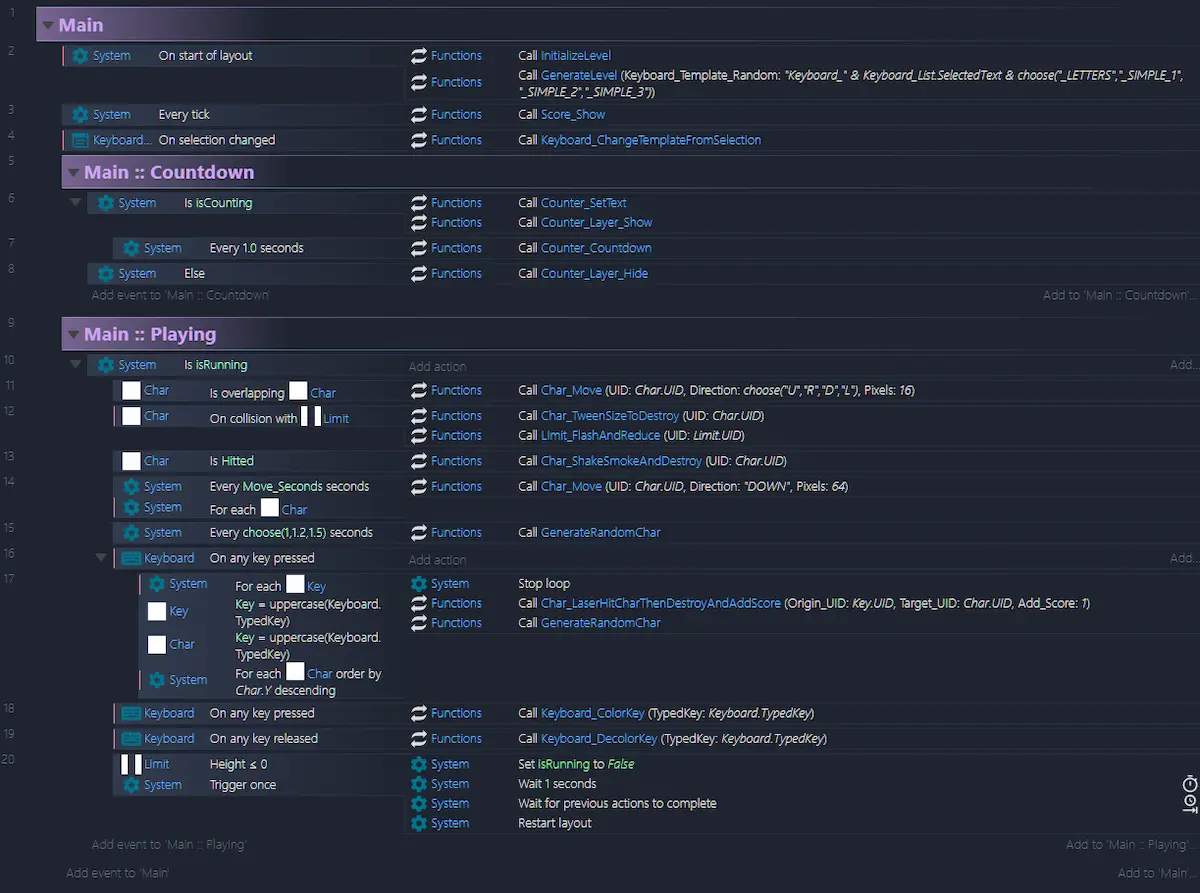 1 Main
2 System On start of layout Functions Call InitializeLevel
Functions Call GenerateLevel (Keyboard_Template_Random: "Keyboard_" & Keyboard_List.SelectedText & choose("_LETTERS","_SIMPLE_1",
"_SIMPLE_2","_SIMPLE_3"))
3 System Every tick Functions Call Score_Show
4 Keyboard... On selection changed Functions Call Keyboard_ChangeTemplateFromSelection
5 Main :: Countdown
6 System Is isCounting Functions Call Counter_SetText
Functions Call Counter_Layer_Show
7 System Every 1.0 seconds Functions Call Counter_Countdown
8 System Else Functions Call Counter_Layer_Hide
Add event to 'Main :: Countdown' Add to 'Main :: Countdown'...
9 Main :: Playing
10 System Is isRunning Add action Add...
11 Char Is overlapping Char Functions Call Char_Move (UID: Char.UID, Direction: choose("U","R","D","L"), Pixels: 16)
12 Char On collision with Limit Functions Call Char_TweenSizeToDestroy (UID: Char.UID)
Functions Call LImit_FlashAndReduce (UID: Limit.UID)
13 Char Is Hitted Functions Call Char_ShakeSmokeAndDestroy (UID: Char.UID)
14 System Every Move_Seconds seconds Functions Call Char_Move (UID: Char.UID, Direction: "DOWN", Pixels: 64)
System For each Char
15 System Every choose(1,1.2,1.5) seconds Functions Call GenerateRandomChar
16 Keyboard On any key pressed Add action Add...
17 System For each Key System Stop loop
Key Key = uppercase(Keyboard. Functions Call Char_LaserHitCharThenDestroyAndAddScore (Origin_UID: Key.UID, Target_UID: Char.UID, Add_Score: 1)
TypedKey) Functions Call GenerateRandomChar
Char Key = uppercase(Keyboard.
TypedKey)
System For each Char order by
Char.Y descending
18 Keyboard On any key pressed Functions Call Keyboard_ColorKey (TypedKey: Keyboard.TypedKey)
19 Keyboard On any key released Functions Call Keyboard_DecolorKey (TypedKey: Keyboard.TypedKey)
20 Limit Height ≤ 0 System Set isRunning to False
System Trigger once System Wait 1 seconds
System Wait for previous actions to complete
System Restart layout
Add event to 'Main :: Playing' Add to 'Main :: Playing'...
Add event to 'Main' Add to 'Main'...